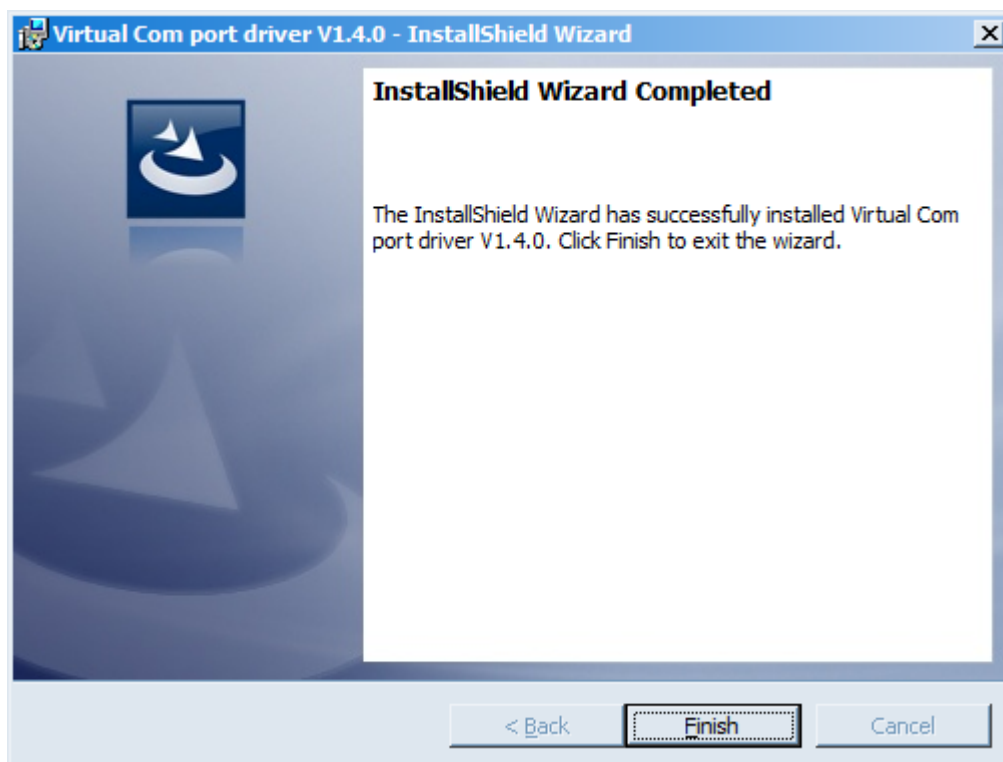 Virtual Com port driver V1.4.0 - InstallShield Wizard
InstallShield Wizard Completed
The InstallShield Wizard has successfully installed Virtual Com
port driver V1.4.0. Click Finish to exit the wizard.
< Back
Finish
Cancel